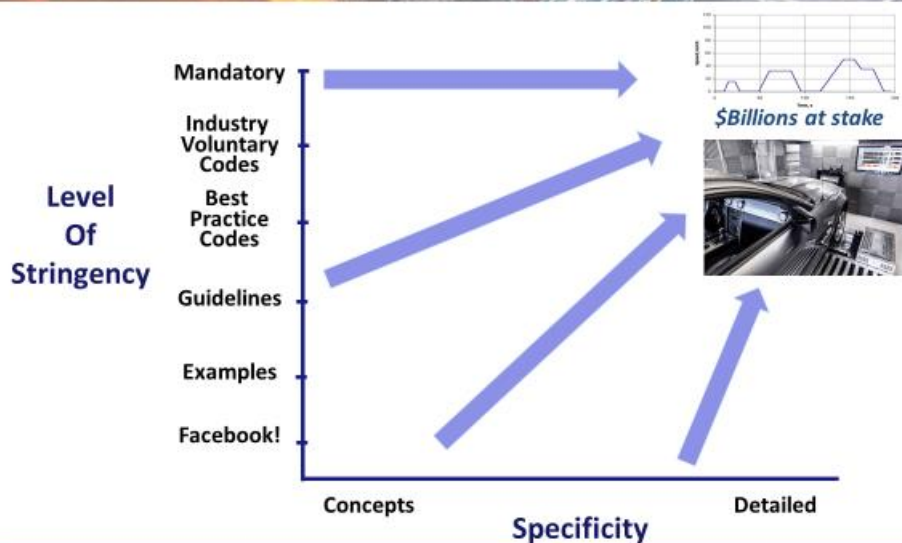 Mandatory
Industry
Voluntary
Codes
Best
Practice
Codes
Guidelines
Examples
Facebook!
Level
Of
Stringency
$Billions at stake
Concepts
Detailed
Specificity